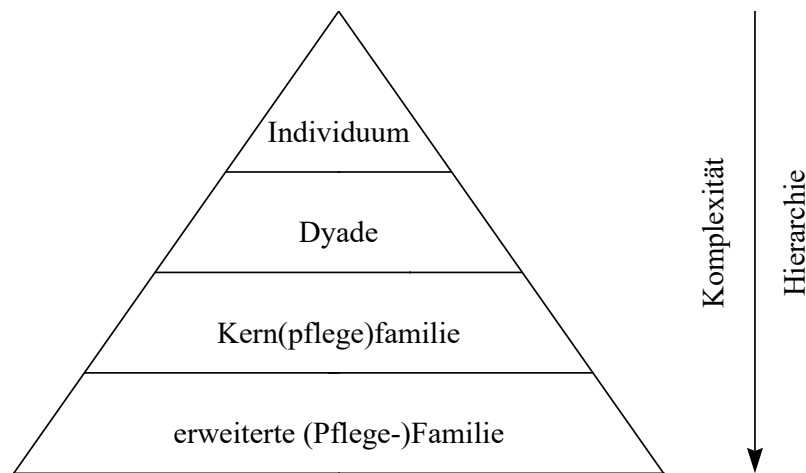 Individuum
Dyade
Kern(pflege)familie
erweiterte (Pflege-)Familie
Komplexität
Hierarchie